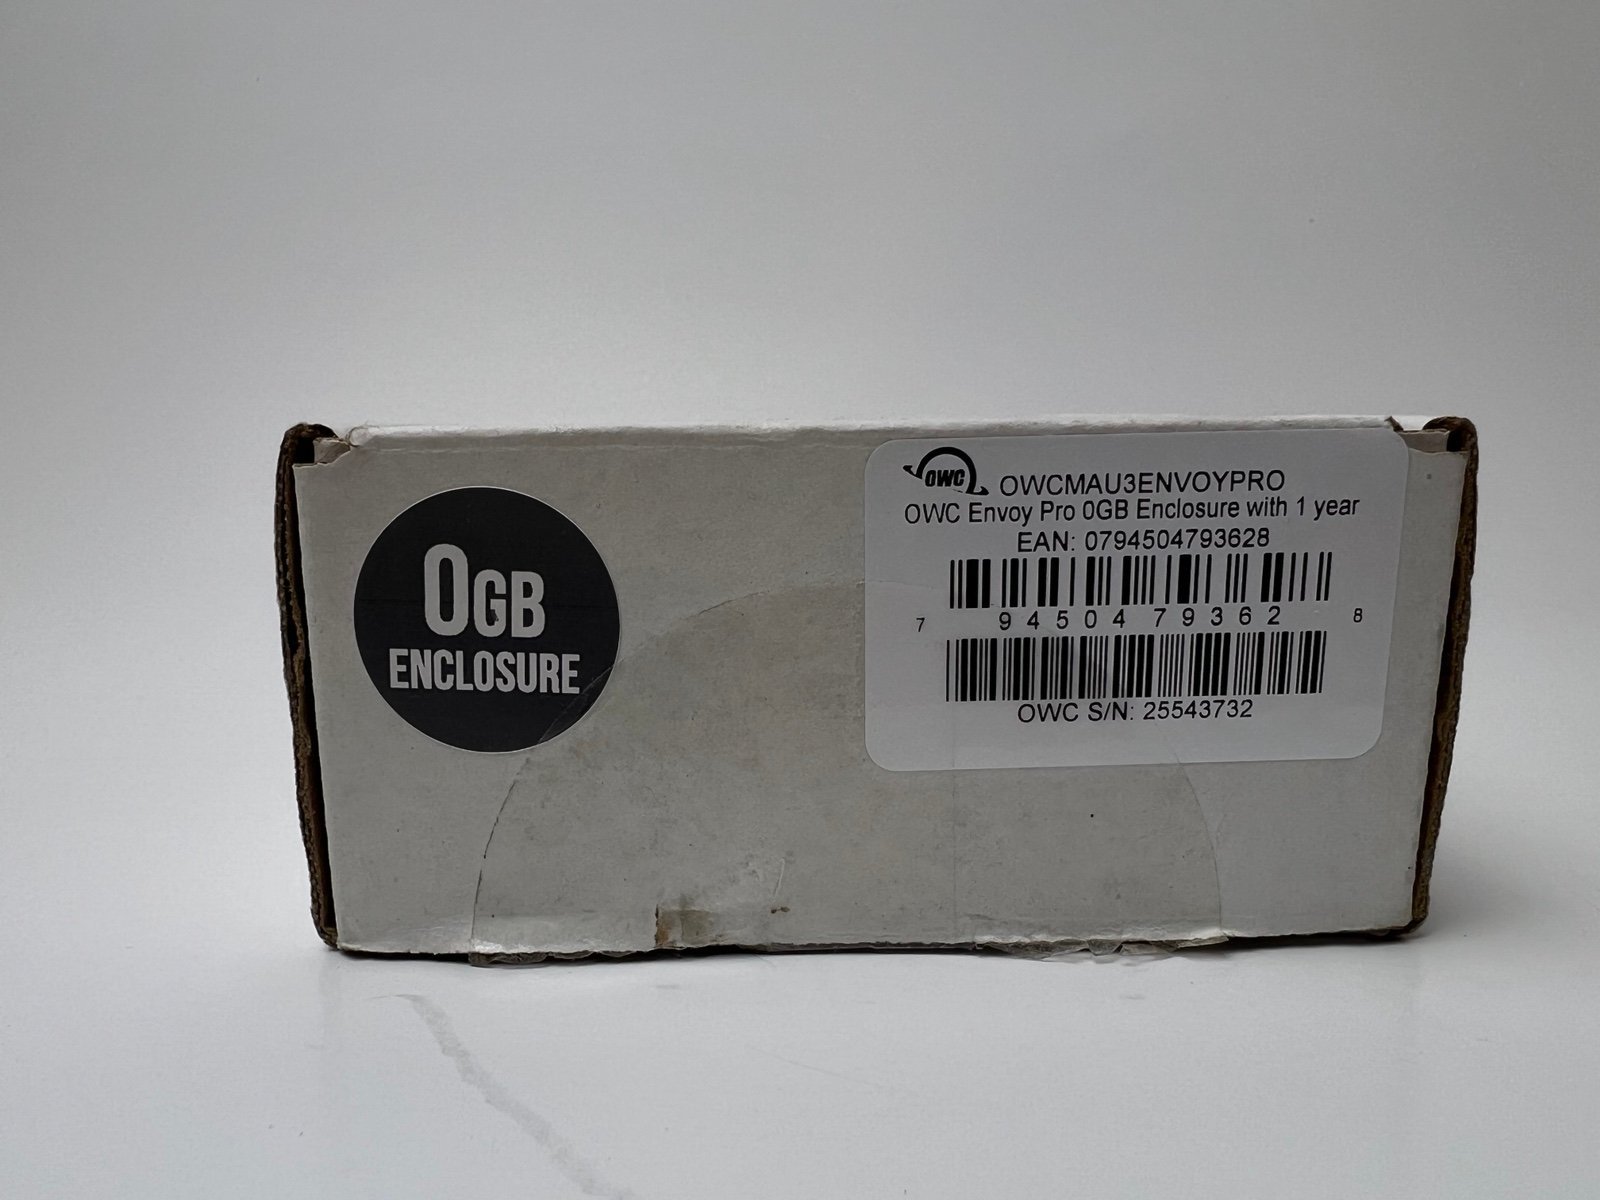 0GB
ENCLOSURE
OWC
OWCMAU3ENVOYPRO
OWC Envoy Pro 0GB Enclosure with 1 year
EAN: 0794504793628
7 94504 79362 8
OWC S/N: 25543732